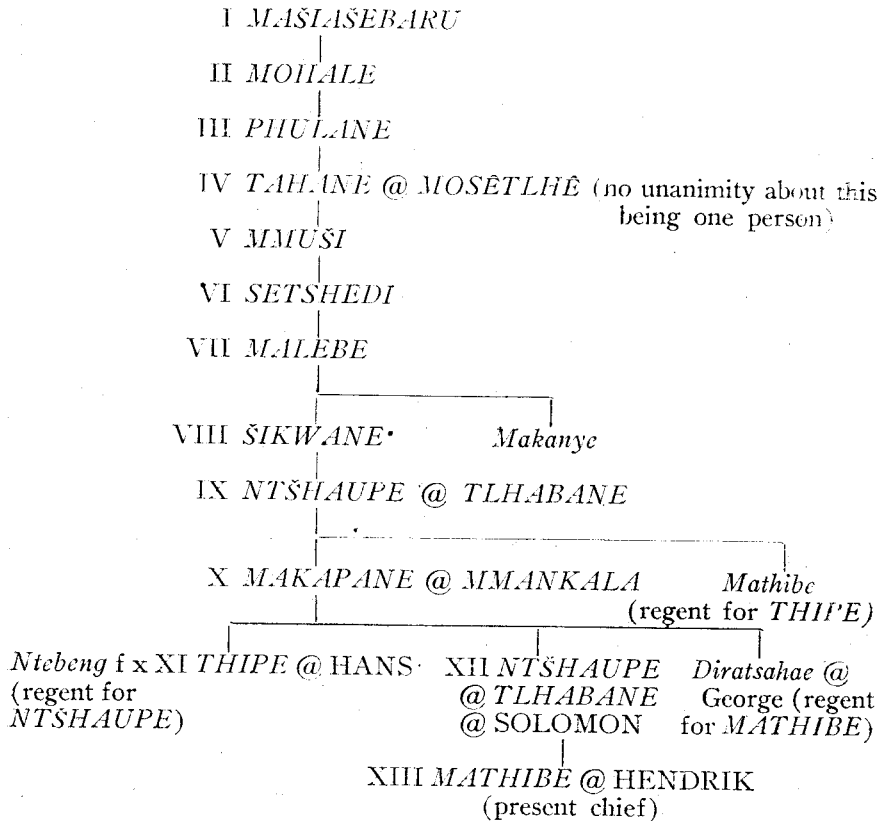 I MAŠIAŠEBARU
II MOHALE
III PHULANE
IV TAHANE @ MOSÊTLHÊ (no unanimity about this
being one person)
V MMUŠI
VI SETSHEDI
VII MALEBE
VIII ŠIKWANE Makanye
IX NTŠHAUPE @ TLHABANE
X MAKAPANE @ MMANKALA Mathibe
(regent for THIPE)
Ntebeng f x XI THIPE @ HANS XII NTŠHAUPE Diratsahae @
(regent for @ TLHABANE George (regent
NTŠHAUPE) @ SOLOMON for MATHIBE)
XIII MATHIBE @ HENDRIK
(present chief)